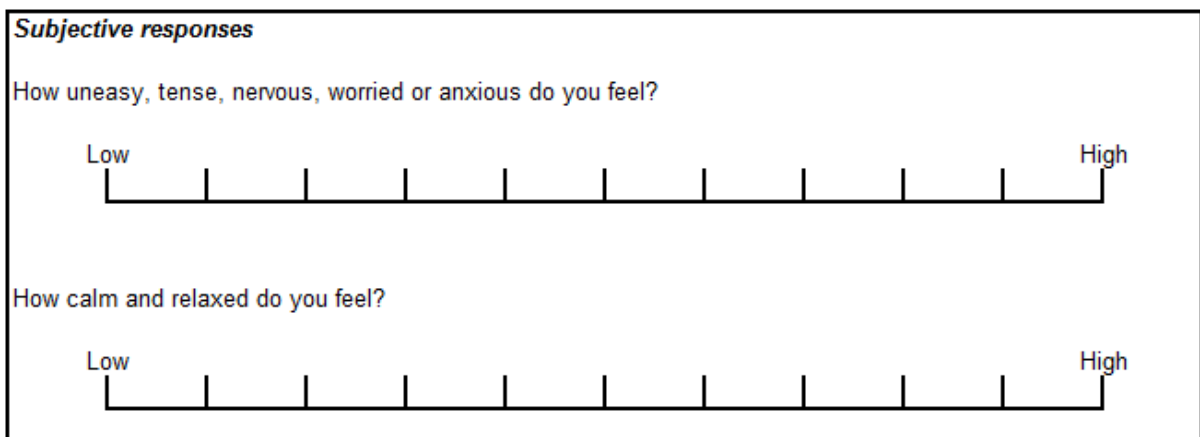 Subjective responses
How uneasy, tense, nervous, worried or anxious do you feel?
Low High
How calm and relaxed do you feel?
Low High